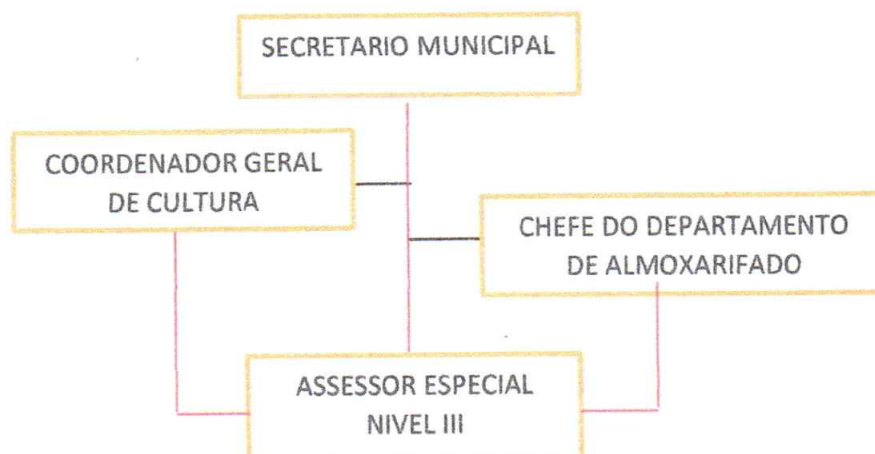 SECRETARIO MUNICIPAL
COORDENADOR GERAL
DE CULTURA
CHEFE DO DEPARTAMENTO
DE ALMOXARIFADO
ASSESSOR ESPECIAL
NIVEL III